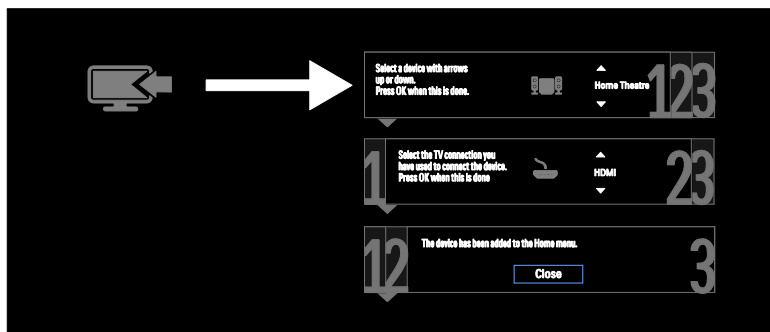 Select a device with arrows
up or down.
Press OK when this is done.
Home Theatre
123
1
Select the TV connection you
have used to connect the device.
Press OK when this is done
HDMI
23
12
The device has been added to the Home menu.
Close
3